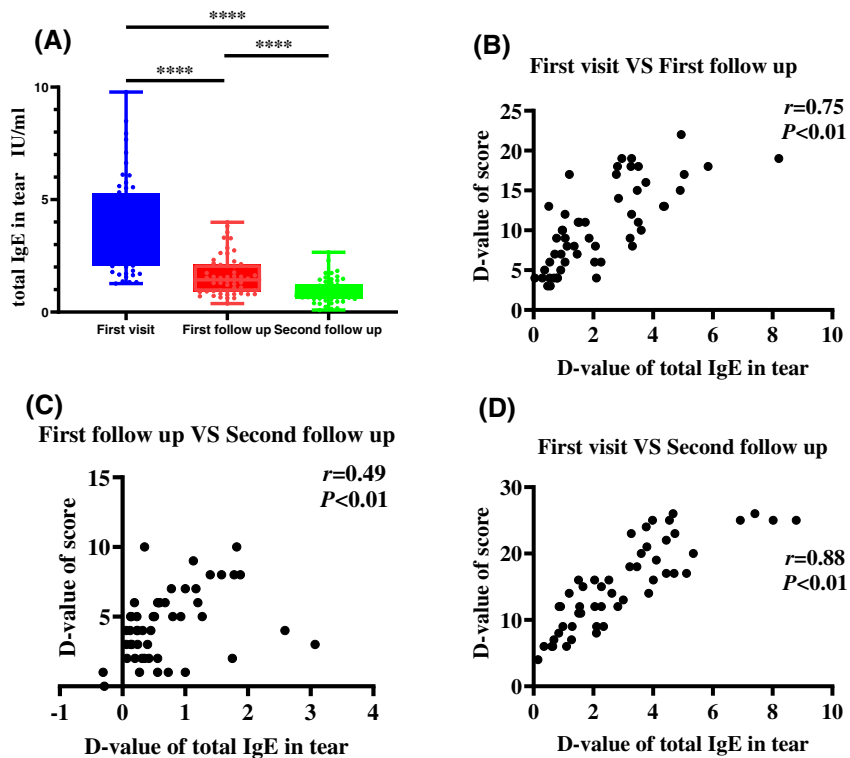 (A)
****
****
****
total IgE in tear IU/ml
10
5
0
First visit
First follow up
Second follow up
(B)
First visit VS First follow up
r=0.75
P<0.01
D-value of score
25
20
15
10
5
0
0 2 4 6 8 10
D-value of total IgE in tear
(C)
First follow up VS Second follow up
r=0.49
P<0.01
D-value of score
15
10
5
0
-1 0 1 2 3 4
D-value of total IgE in tear
(D)
First visit VS Second follow up
r=0.88
P<0.01
D-value of score
30
20
10
0
0 2 4 6 8 10
D-value of total IgE in tear